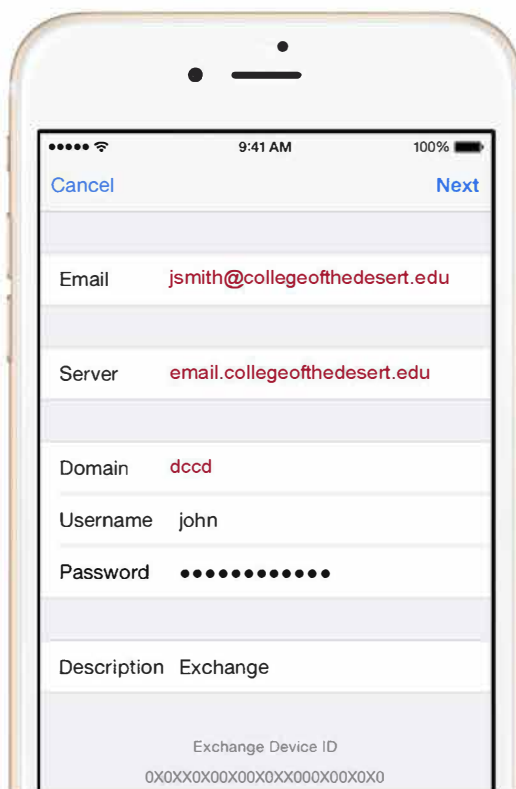 9:41 AM 100%
Cancel Next
Email jsmith@collegeofthedesert.edu
Server email.collegeofthedesert.edu
Domain dccd
Username john
Password ●●●●●●●●●●●●
Description Exchange
Exchange Device ID
0X0XX0X00X00X0XX000X00X0X0